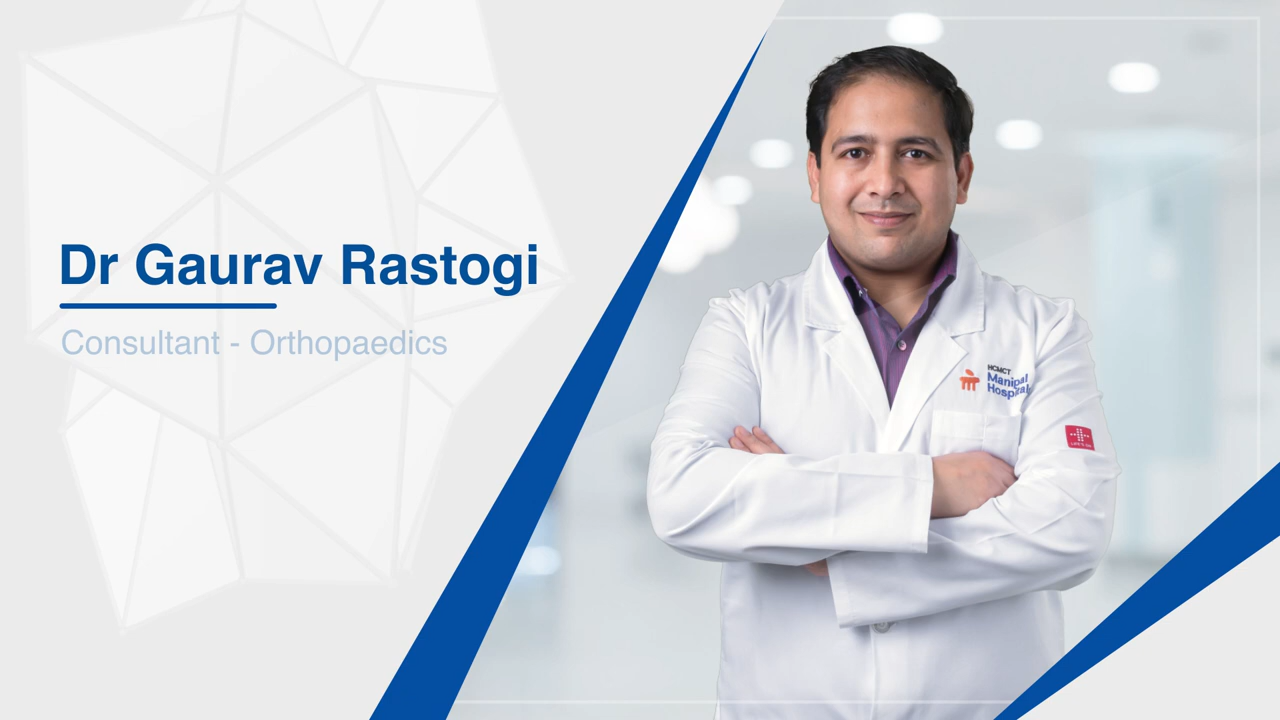 Dr Gaurav Rastogi
Consultant - Orthopaedics
HCMCT
Manipal
Hospitals